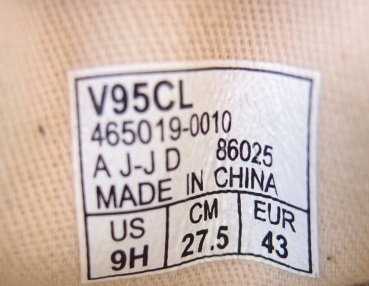 V95CL
465019-0010
A J-J D 86025
MADE IN CHINA
US CM EUR
9H 27.5 43